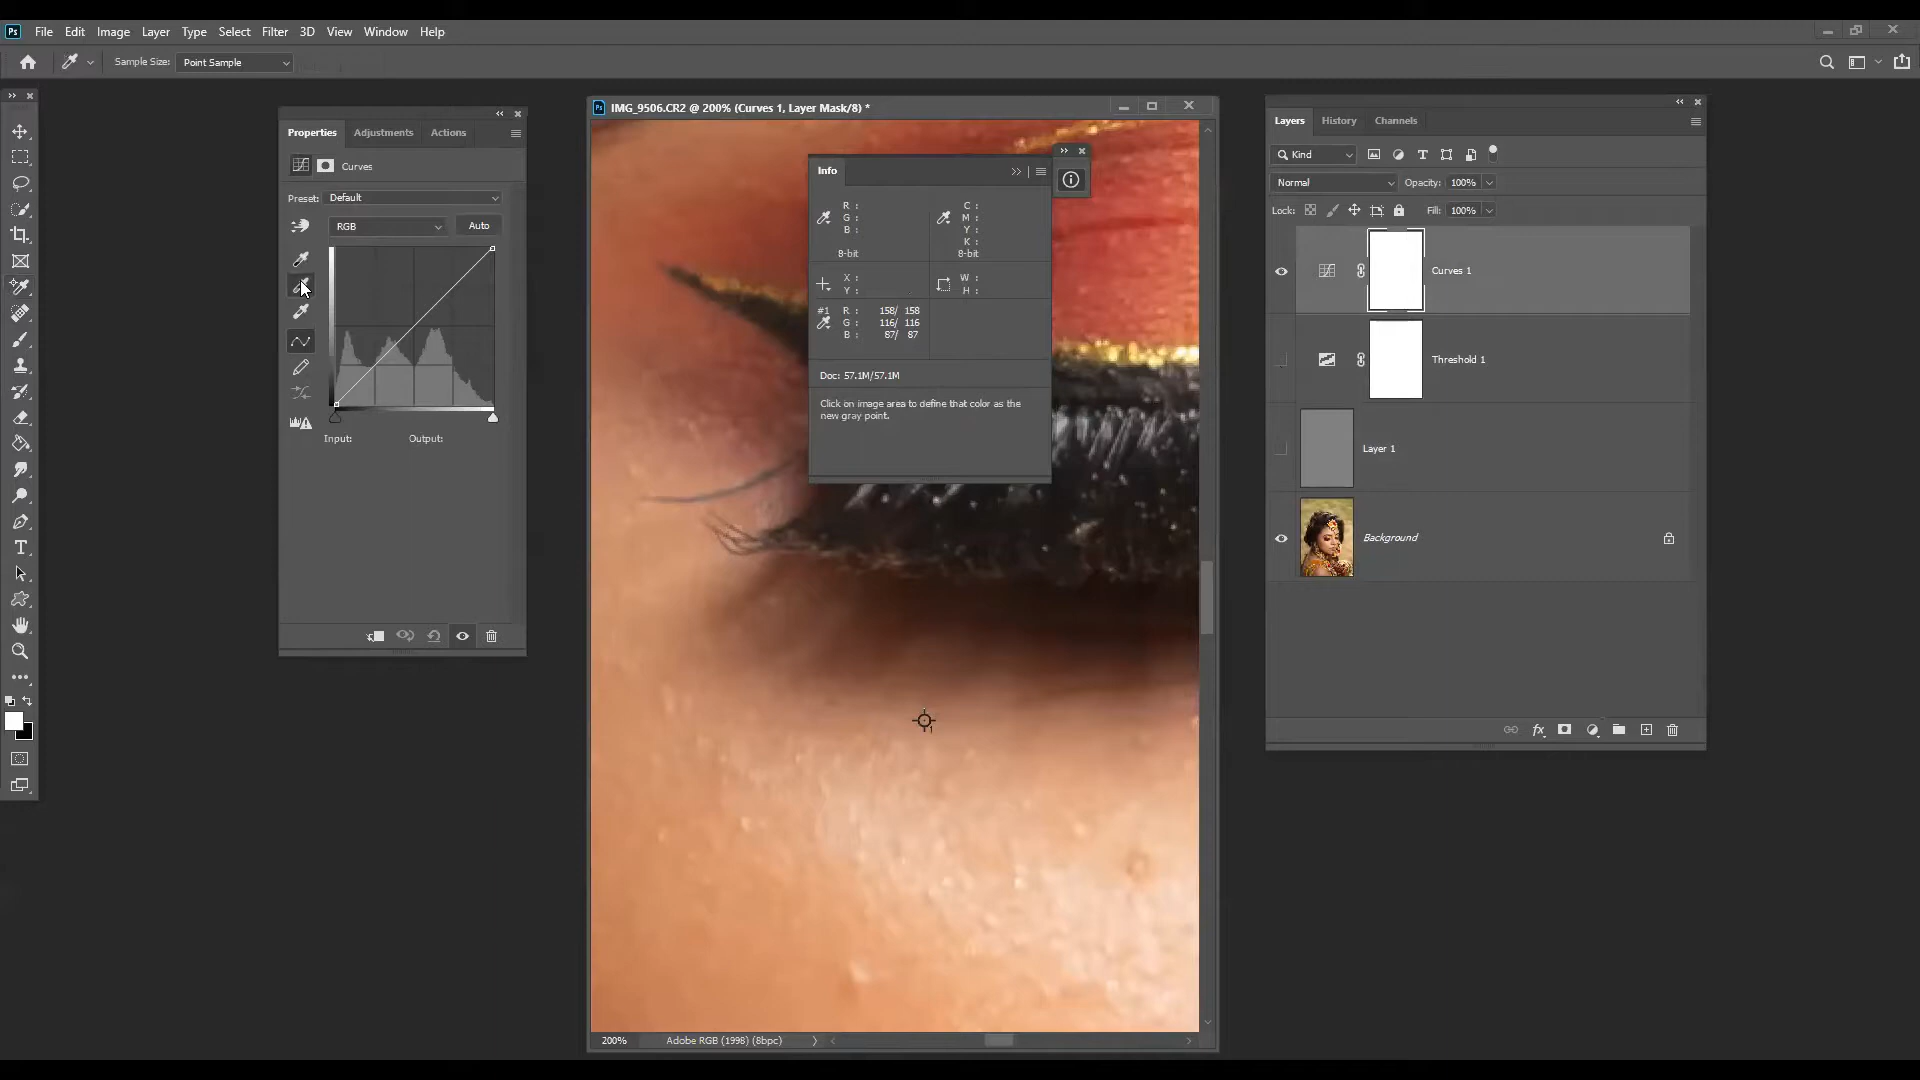 Ps File Edit Image Layer Type Select Filter 3D View Window Help
Sample Size: Point Sample
Properties Adjustments Actions
Curves
Preset: Default
RGB Auto
Input: Output:
Ps IMG_9506.CR2 @ 200% (Curves 1, Layer Mask/8) *
Info
R : C :
G : M :
B : Y :
K :
8-bit 8-bit
X : W :
Y : H :
#1 R : 158/ 158
G : 116/ 116
B : 87/ 87
Doc: 57.1M/57.1M
Click on image area to define that color as the
new gray point.
1
200% Adobe RGB (1998) (8bpc)
Layers History Channels
Kind
Normal Opacity: 100%
Lock: Fill: 100%
Curves 1
Threshold 1
Layer 1
Background
fx